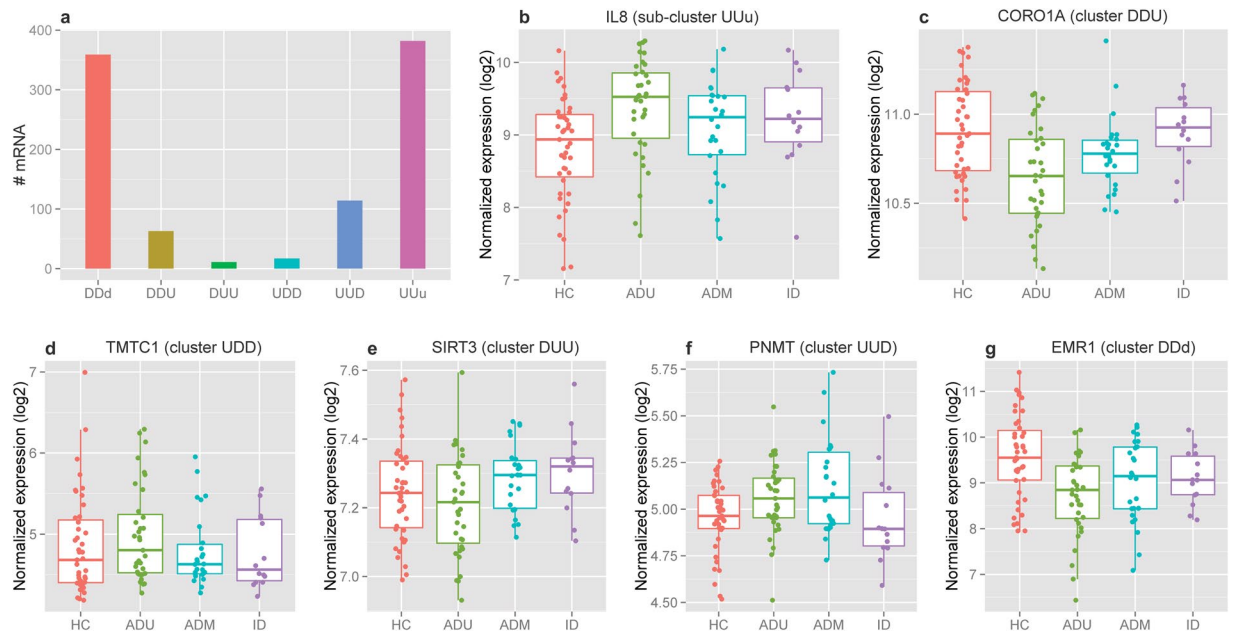 a
# mRNA
400
300
200
100
0
DDd DDU DUU UDD UUD UUu
b
IL8 (sub-cluster UUu)
Normalized expression (log2)
10
9
8
7
HC ADU ADM ID
c
CORO1A (cluster DDU)
Normalized expression (log2)
11.0
10.5
HC ADU ADM ID
d
TMTC1 (cluster UDD)
Normalized expression (log2)
7
6
5
HC ADU ADM ID
e
SIRT3 (cluster DUU)
Normalized expression (log2)
7.6
7.4
7.2
7.0
HC ADU ADM ID
f
PNMT (cluster UUD)
Normalized expression (log2)
5.75
5.50
5.25
5.00
4.75
4.50
HC ADU ADM ID
g
EMR1 (cluster DDd)
Normalized expression (log2)
11
10
9
8
7
HC ADU ADM ID